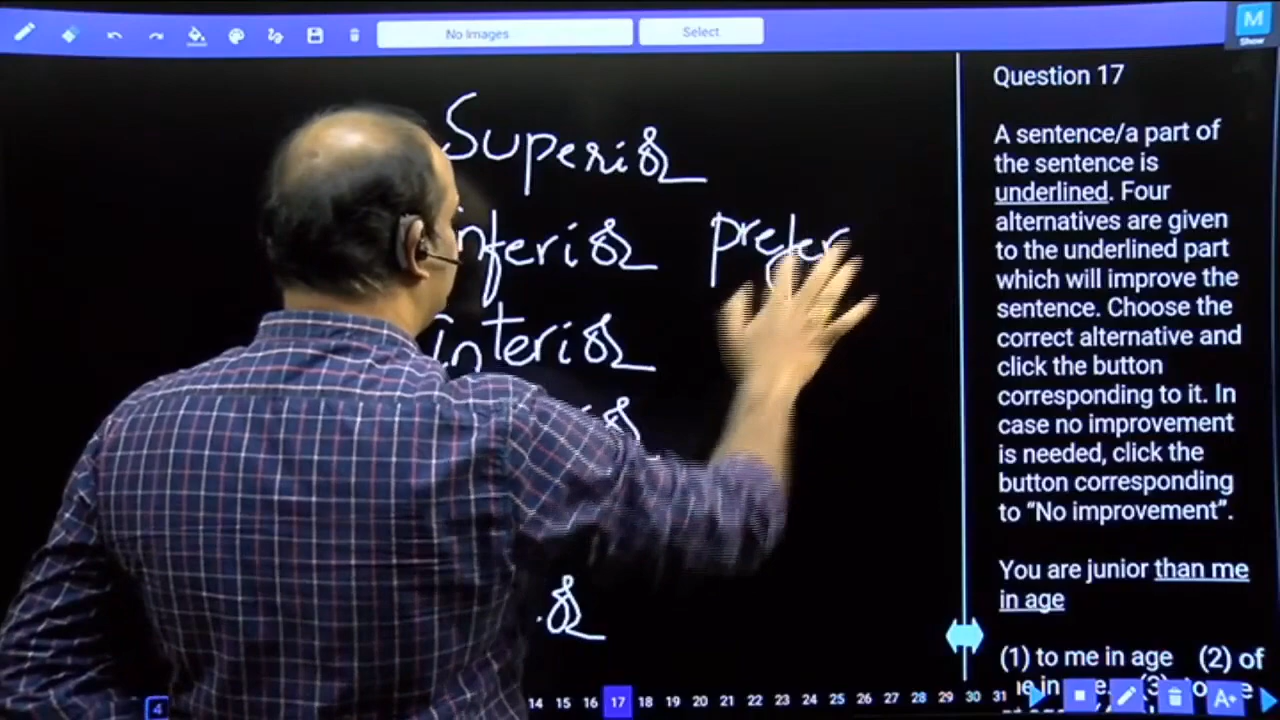 No Images
Select
M
Show
Superior
inferior prefer
interior
Question 17
A sentence/a part of
the sentence is
underlined. Four
alternatives are given
to the underlined part
which will improve the
sentence. Choose the
correct alternative and
click the button
corresponding to it. In
case no improvement
is needed, click the
button corresponding
to “No improvement”.
You are junior than me
in age
(1) to me in age (2) of
4 14 15 16 17 18 19 20 21 22 23 24 25 26 27 28 29 30 31
A+